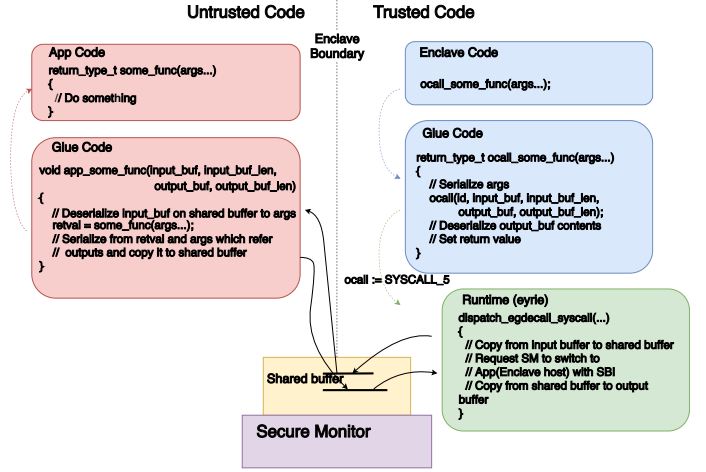 Untrusted Code
Trusted Code
Enclave
Boundary
App Code
return_type_t some_func(args...)
{
// Do something
}
Glue Code
void app_some_func(input_buf, input_buf_len,
output_buf, output_buf_len)
{
// Deserialize input_buf on shared buffer to args
retval = some_func(args...);
// Serialize from retval and args which refer
// outputs and copy it to shared buffer
}
Enclave Code
ocall_some_func(args...);
Glue Code
return_type_t ocall_some_func(args...)
{
// Serialize args
ocall(id, input_buf, input_buf_len,
output_buf, output_buf_len);
// Deserialize output_buf contents
// Set return value
}
ocall := SYSCALL_5
Runtime (eyrie)
dispatch_egdecall_syscall(...)
{
// Copy from input buffer to shared buffer
// Request SM to switch to
// App(Enclave host) with SBI
// Copy from shared buffer to output
buffer
}
Shared buffer
Secure Monitor